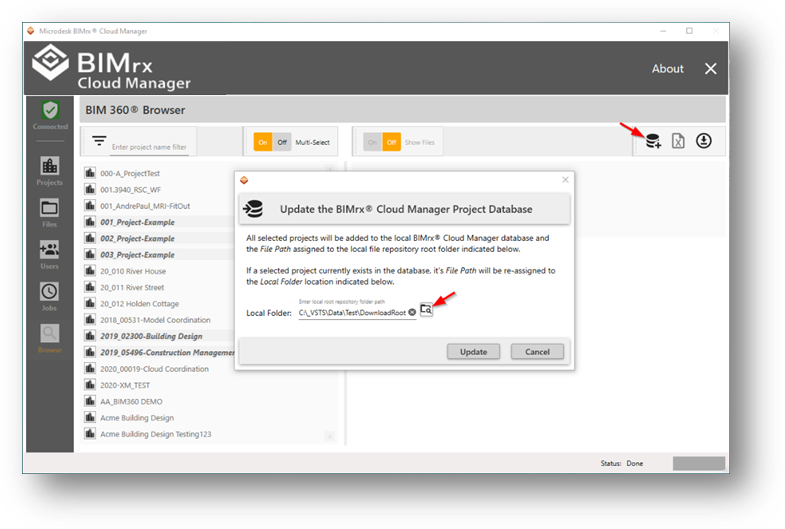 Microdesk BIMrx® Cloud Manager
BIMrx
Cloud Manager
About
Connected
Projects
Files
Users
Jobs
Browse
BIM 360® Browser
Enter project name filter
On Off Multi-Select
On Off Show Files
000-A_ProjectTest
001.3940_RSC_WF
001_AndrePaul_MRI-FitOut
001_Project-Example
002_Project-Example
003_Project-Example
20_010 River House
20_011 River Street
20_012 Holden Cottage
2018_00531-Model Coordination
2019_02300-Building Design
2019_05496-Construction Manageme
2020_00019-Cloud Coordination
2020-XM_TEST
AA_BIM360 DEMO
Acme Building Design
Acme Building Design Testing123
Update the BIMrx® Cloud Manager Project Database
All selected projects will be added to the local BIMrx® Cloud Manager database and
the File Path assigned to the local file repository root folder indicated below.
If a selected project currently exists in the database, it's File Path will be re-assigned to
the Local Folder location indicated below.
Enter local root repository folder path
Local Folder: C:\_VSTS\Data\Test\DownloadRoot
Update Cancel
Status: Done